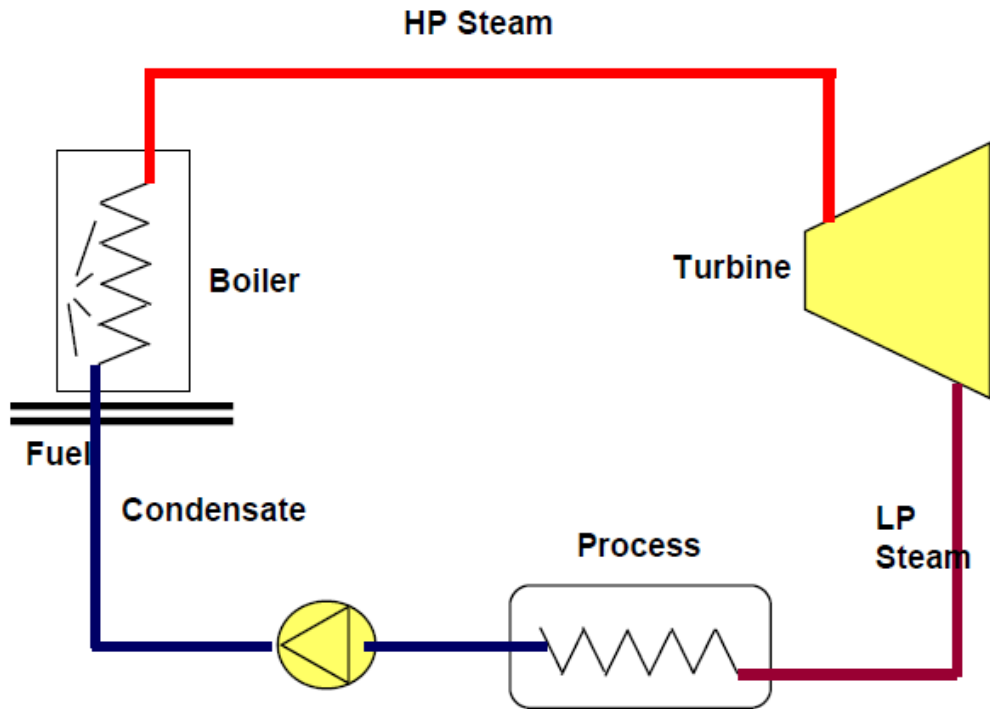 HP Steam
Boiler
Turbine
Fuel
Condensate
Process
LP
Steam